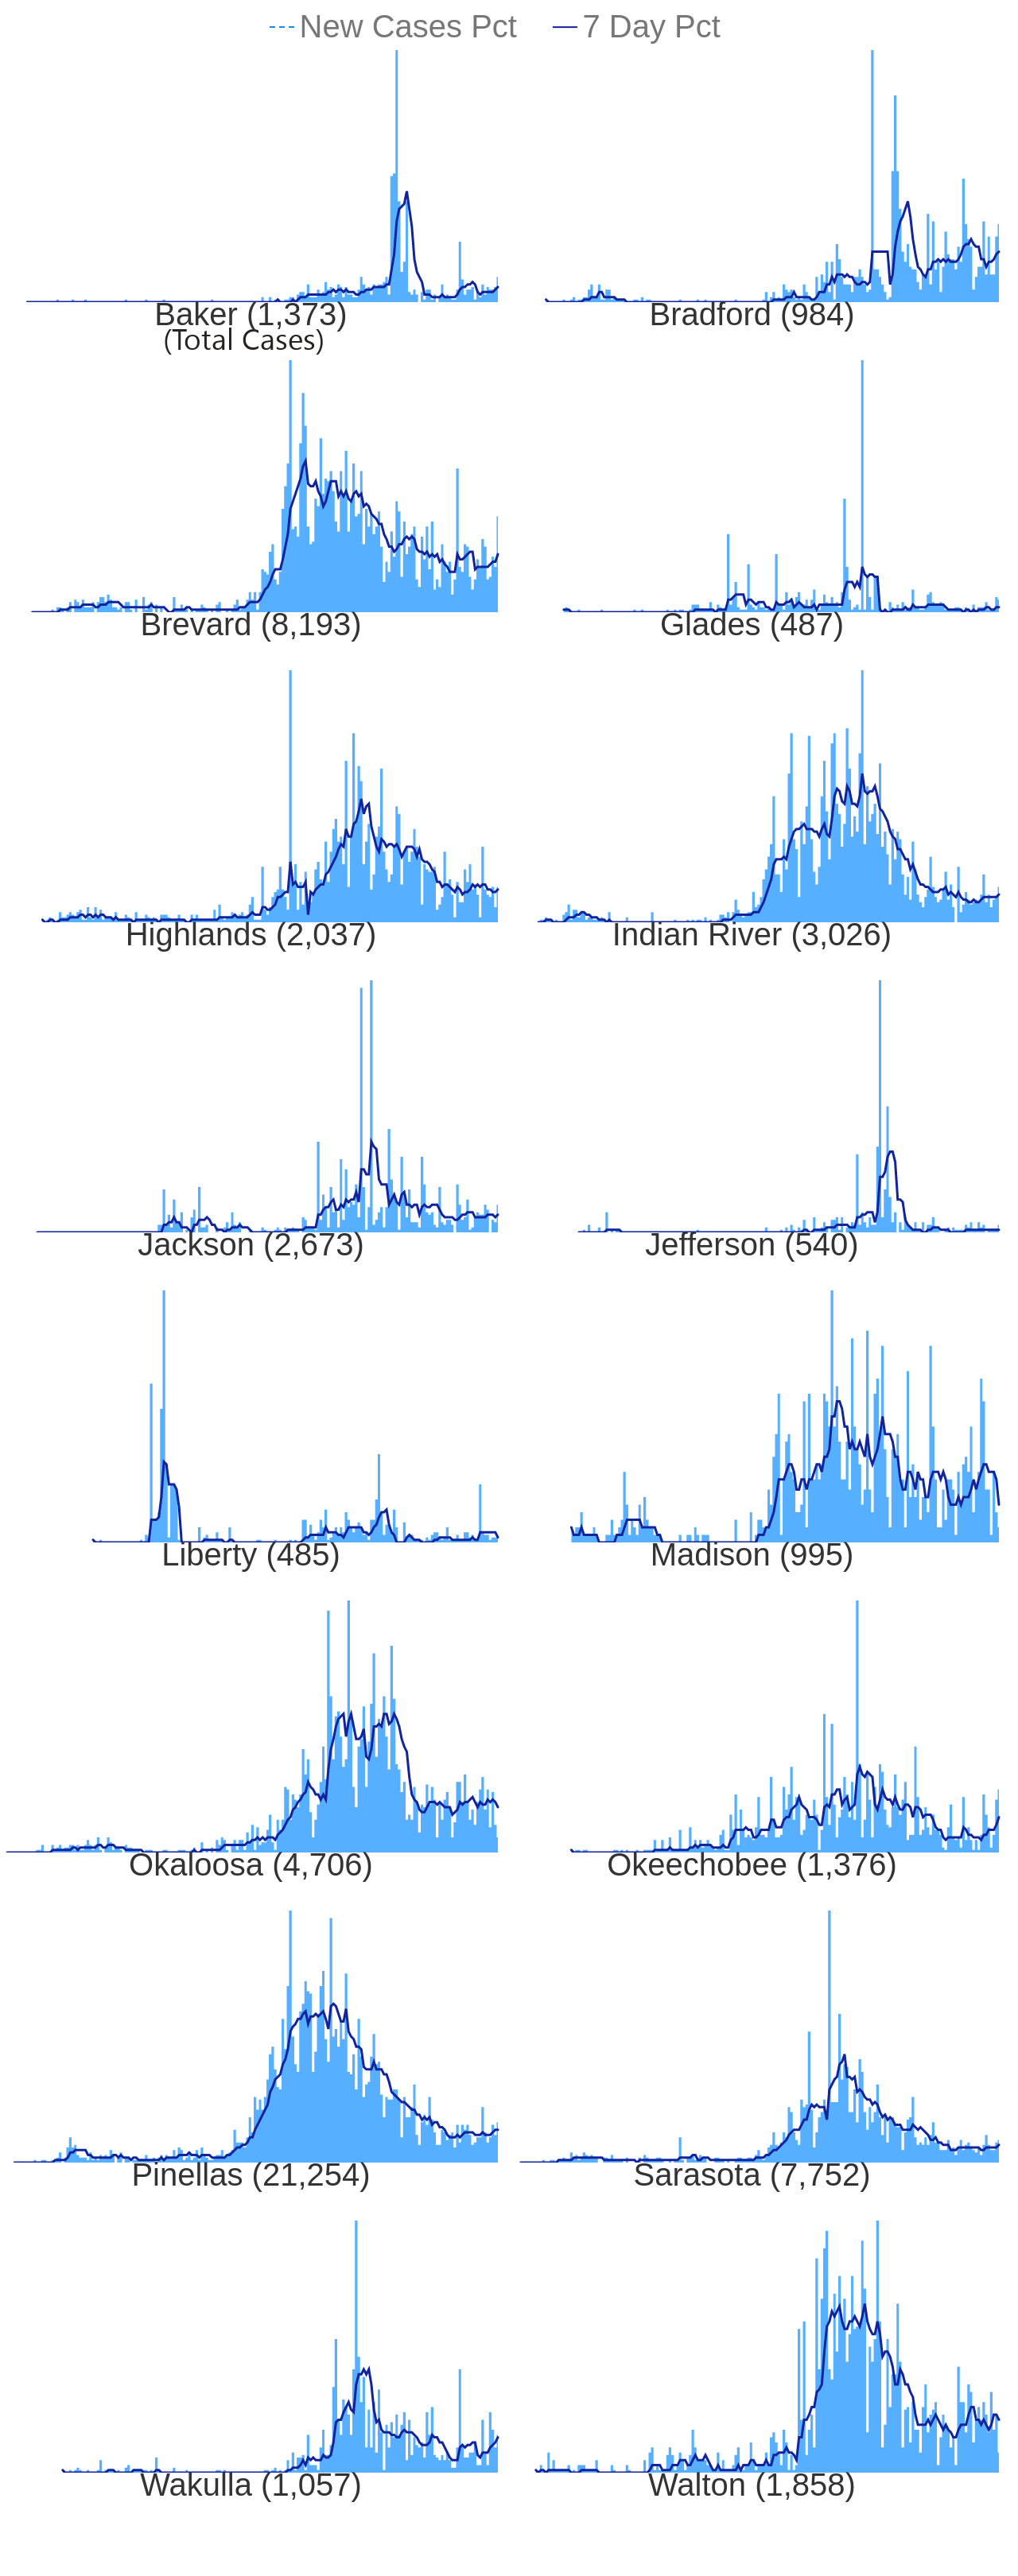 New Cases Pct 7 Day Pct
Baker (1,373) Bradford (984)
(Total Cases)
Brevard (8,193) Glades (487)
Highlands (2,037) Indian River (3,026)
Jackson (2,673) Jefferson (540)
Liberty (485) Madison (995)
Okaloosa (4,706) Okeechobee (1,376)
Pinellas (21,254) Sarasota (7,752)
Wakulla (1,057) Walton (1,858)